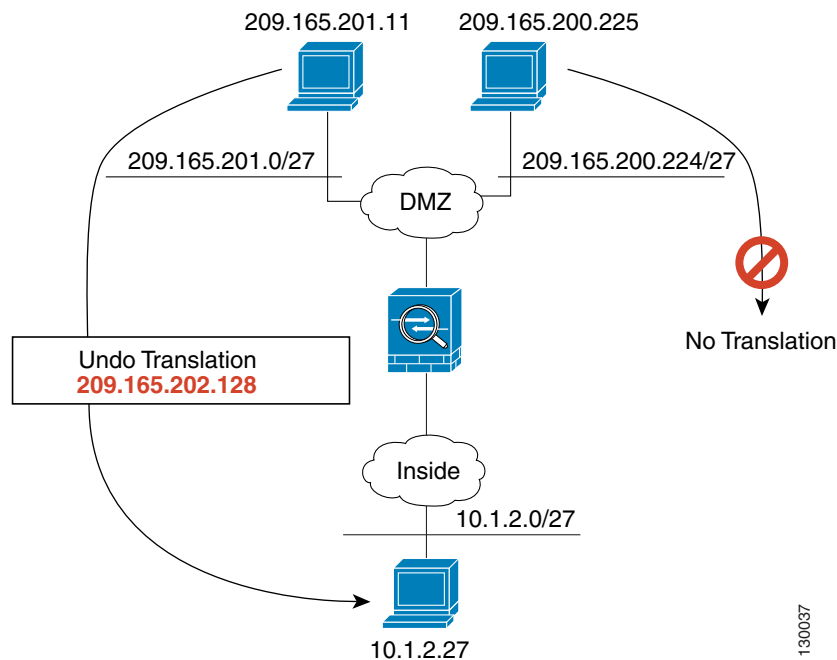 209.165.201.11
209.165.200.225
209.165.201.0/27
209.165.200.224/27
DMZ
No Translation
Undo Translation
209.165.202.128
Inside
10.1.2.0/27
10.1.2.27
130037